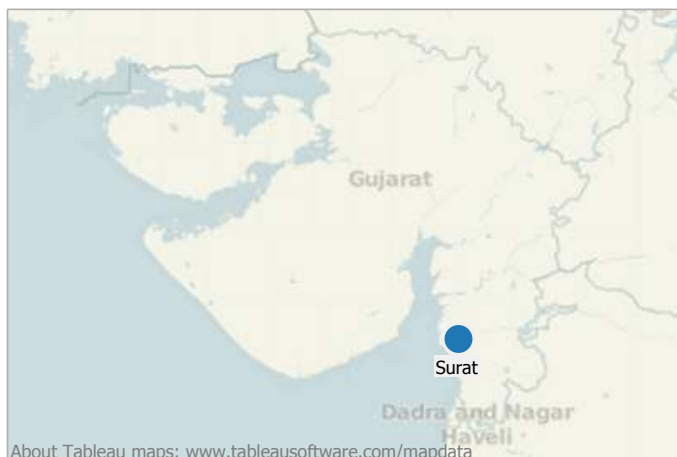 Gujarat
Surat
Dadra and Nagar
Haveli
About Tableau maps: www.tableausoftware.com/mapdata